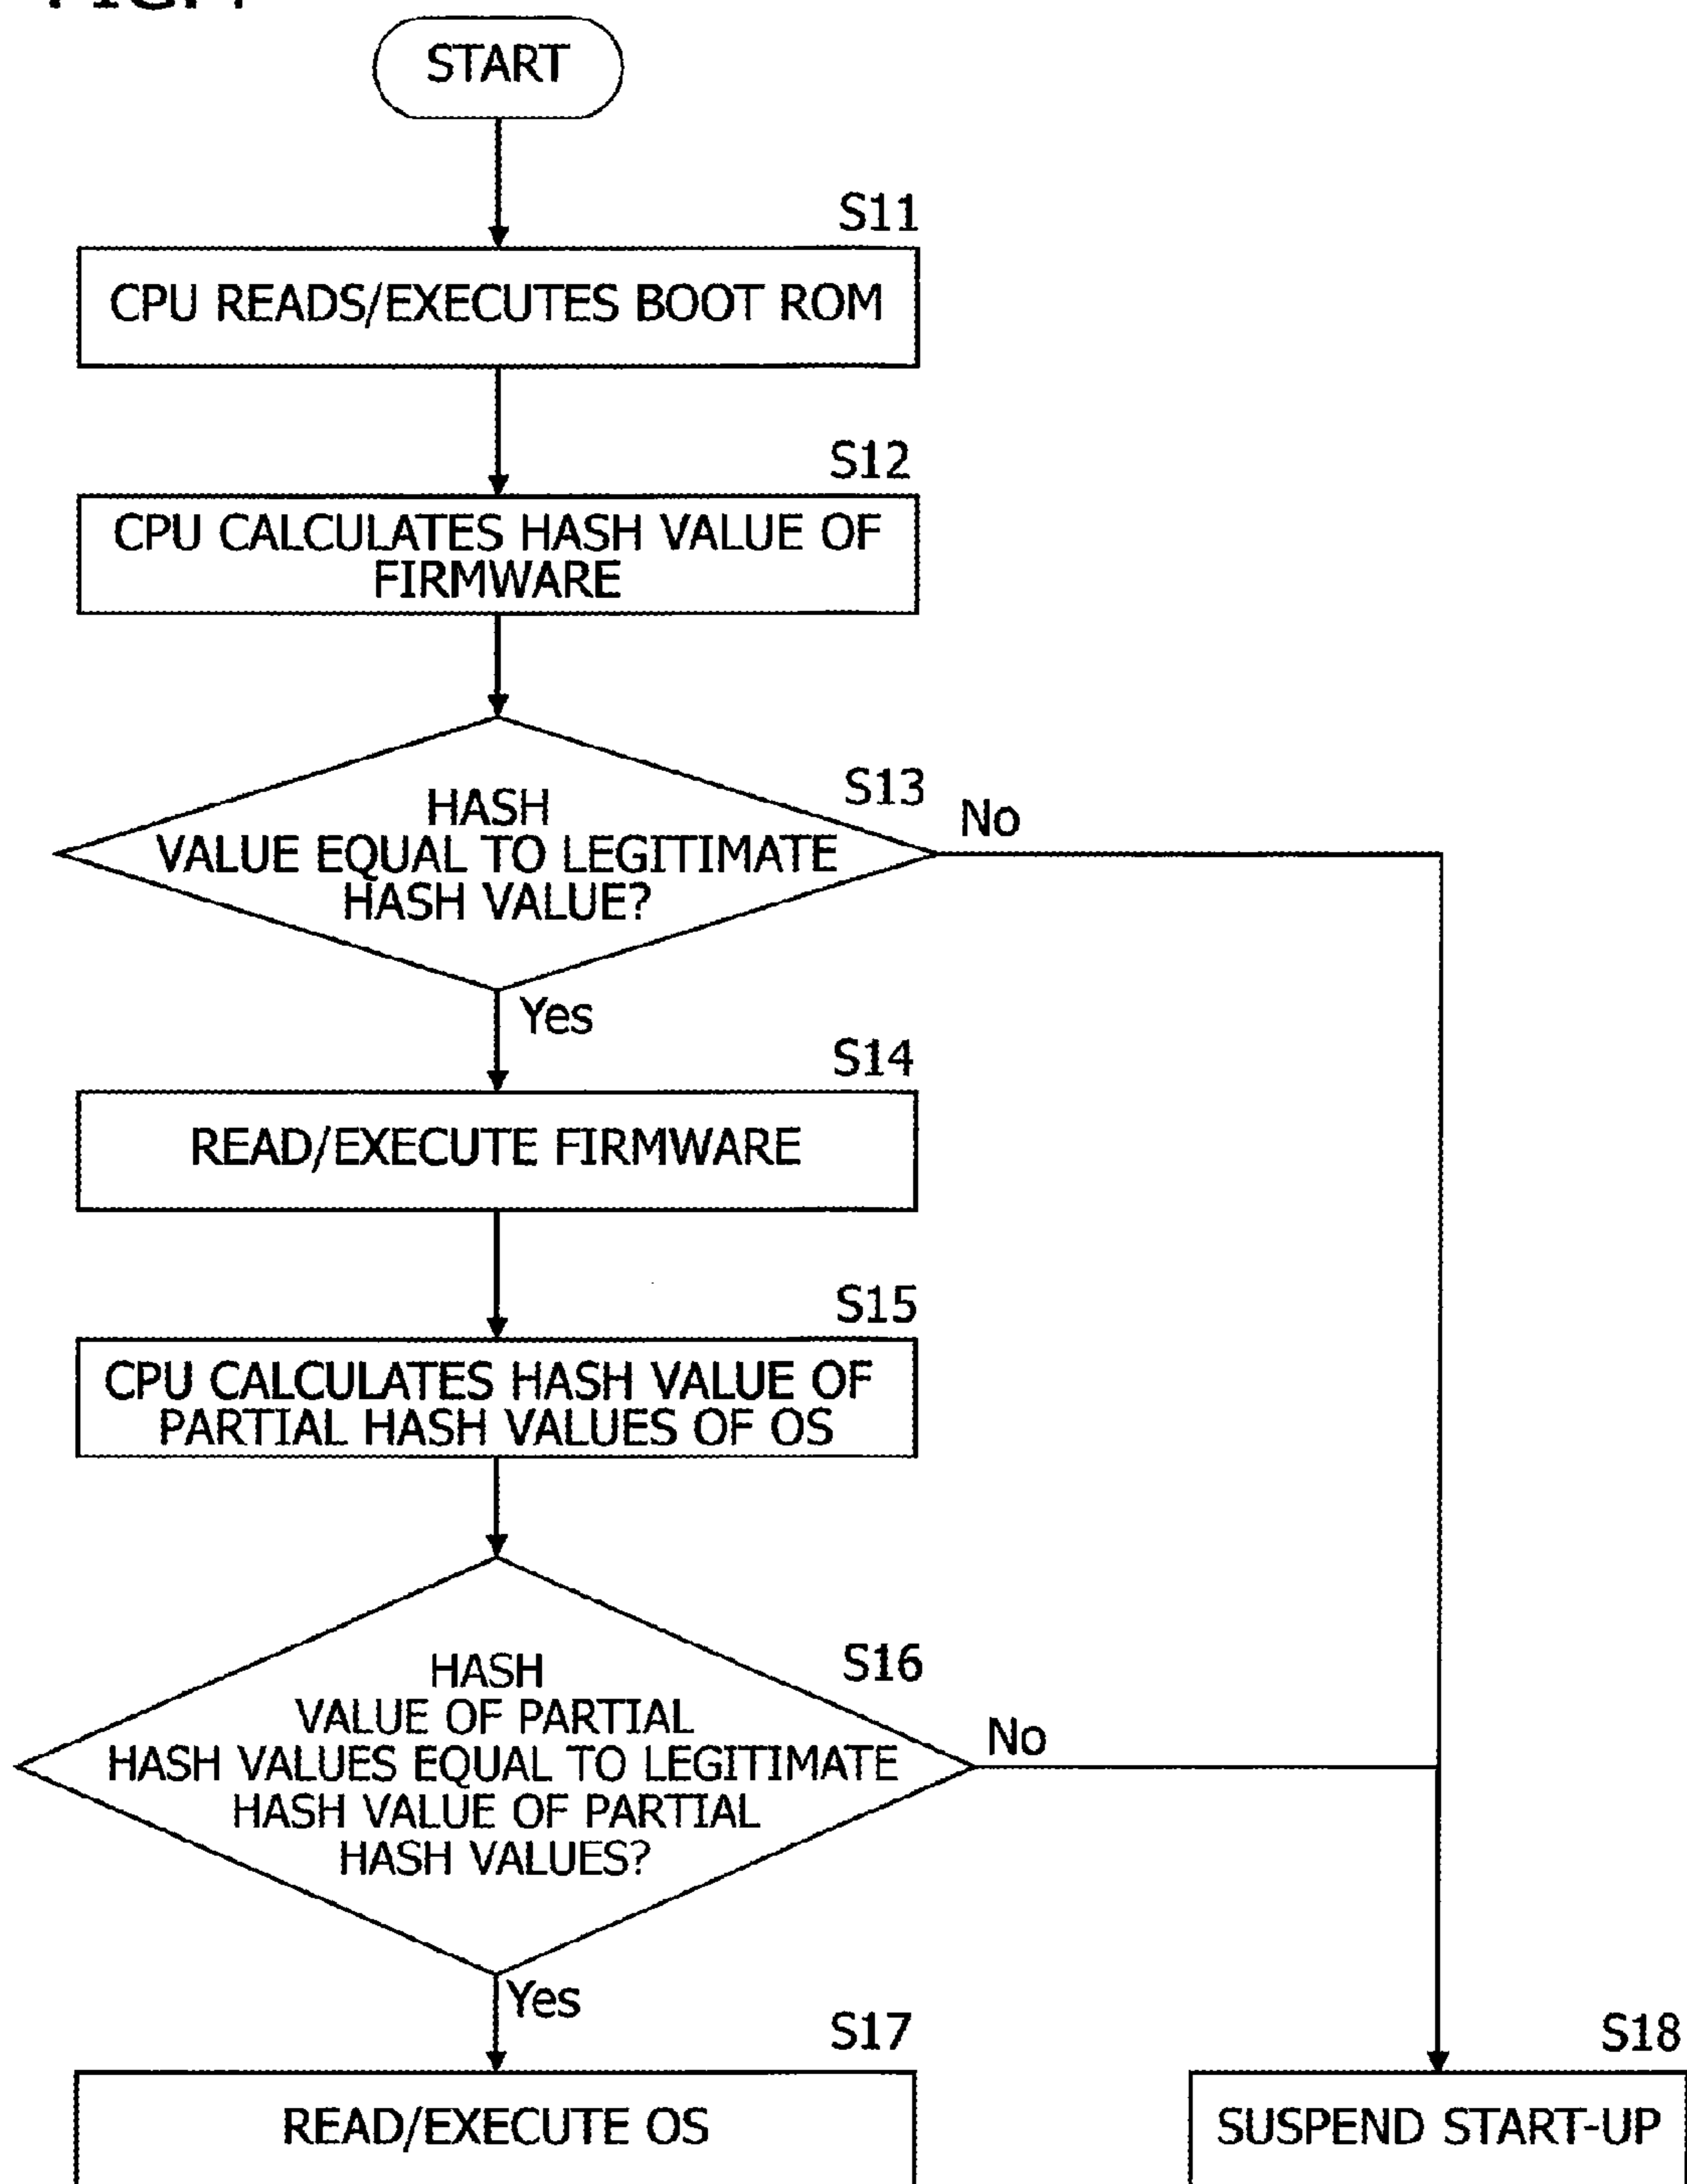 START
S11
CPU READS/EXECUTES BOOT ROM
S12
CPU CALCULATES HASH VALUE OF
FIRMWARE
S13
HASH
VALUE EQUAL TO LEGITIMATE
HASH VALUE?
No
Yes
S14
READ/EXECUTE FIRMWARE
S15
CPU CALCULATES HASH VALUE OF
PARTIAL HASH VALUES OF OS
S16
HASH
VALUE OF PARTIAL
HASH VALUES EQUAL TO LEGITIMATE
HASH VALUE OF PARTIAL
HASH VALUES?
No
Yes
S17
READ/EXECUTE OS
S18
SUSPEND START-UP